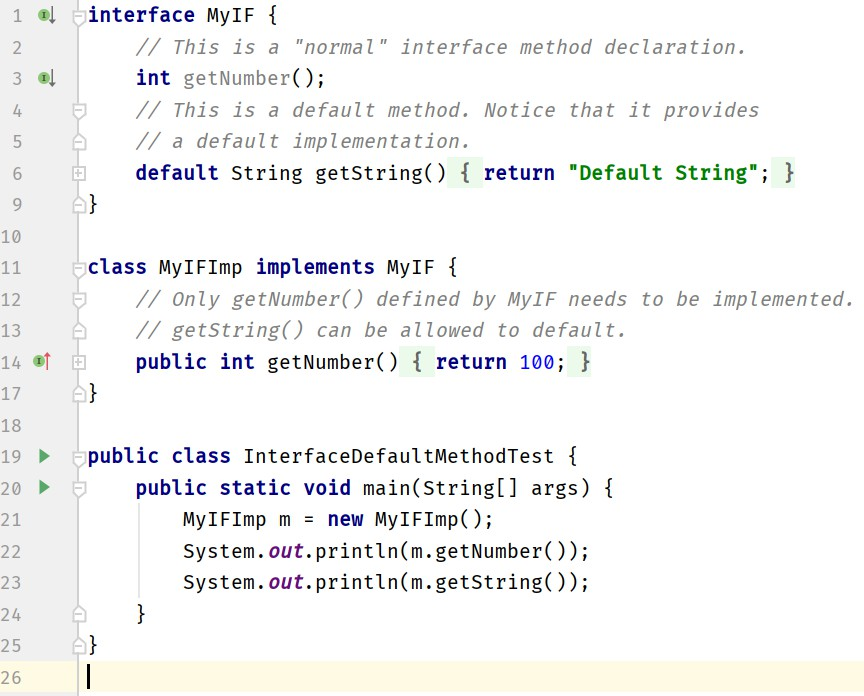 1 interface MyIF {
2 // This is a "normal" interface method declaration.
3 int getNumber();
4 // This is a default method. Notice that it provides
5 // a default implementation.
6 default String getString() { return "Default String"; }
9 }
10
11 class MyIFImp implements MyIF {
12 // Only getNumber() defined by MyIF needs to be implemented.
13 // getString() can be allowed to default.
14 public int getNumber() { return 100; }
17 }
18
19 public class InterfaceDefaultMethodTest {
20 public static void main(String[] args) {
21 MyIFImp m = new MyIFImp();
22 System.out.println(m.getNumber());
23 System.out.println(m.getString());
24 }
25 }
26